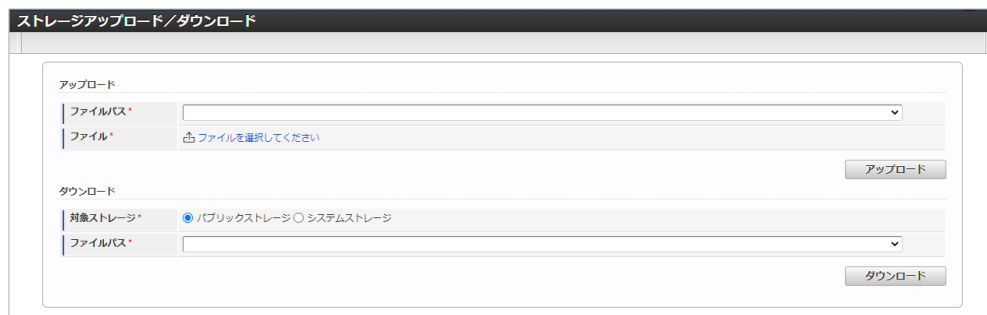 ストレージアップロード／ダウンロード
アップロード
ファイルパス*
ファイル* ファイルを選択してください
アップロード
ダウンロード
対象ストレージ* パブリックストレージ システムストレージ
ファイルパス*
ダウンロード